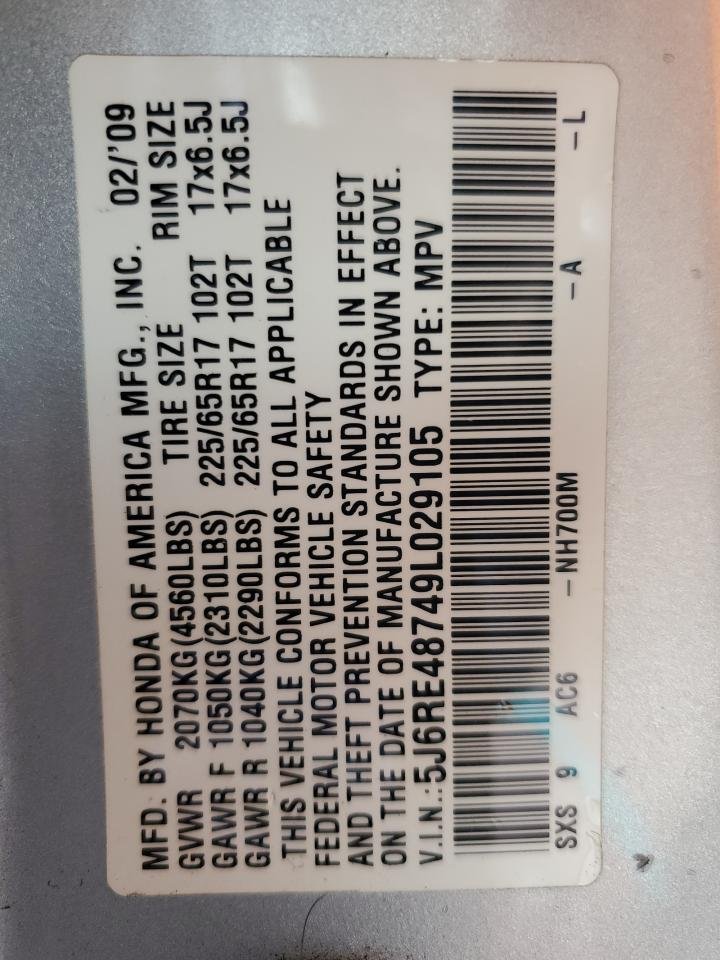 MFD. BY HONDA OF AMERICA MFG., INC. 02/'09
GVWR 2070KG(4560LBS) TIRE SIZE RIM SIZE
GAWR F 1050KG(2310LBS) 225/65R17 102T 17x6.5J
GAWR R 1040KG(2290LBS) 225/65R17 102T 17x6.5J
THIS VEHICLE CONFORMS TO ALL APPLICABLE
FEDERAL MOTOR VEHICLE SAFETY
AND THEFT PREVENTION STANDARDS IN EFFECT
ON THE DATE OF MANUFACTURE SHOWN ABOVE.
V.I.N.:5J6RE48749L029105 TYPE: MPV
SXS 9 AC6 -NH700M -A -L